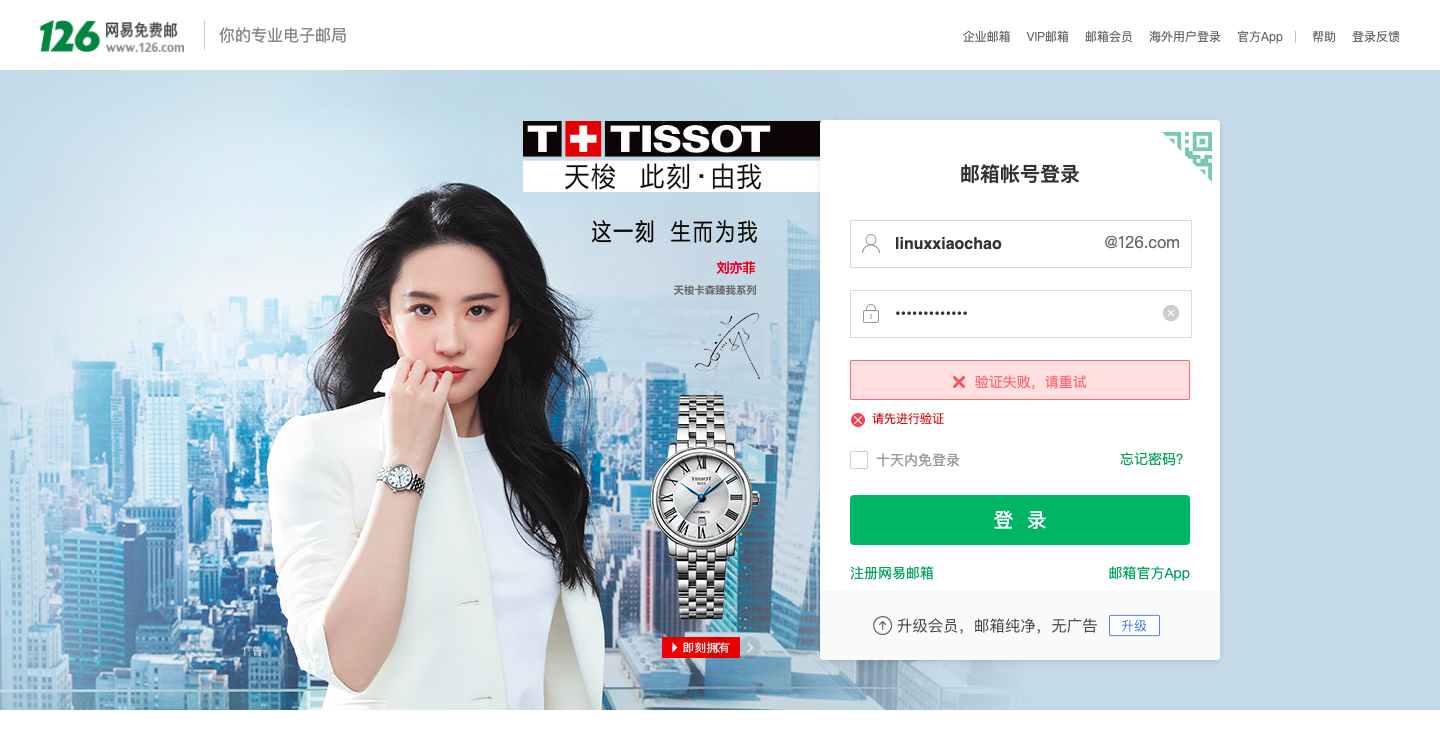 126 网易免费邮
www.126.com
你的专业电子邮局
企业邮箱 VIP邮箱 邮箱会员 海外用户登录 官方App 帮助 登录反馈
T+TISSOT
天梭 此刻·由我
这一刻 生而为我
刘亦菲
天梭卡森臻我系列
TISSOT
AUTOMATIC
即刻拥有
广告
邮箱帐号登录
linuxxiaochao @126.com
•••••••••••••
验证失败，请重试
请先进行验证
十天内免登录 忘记密码?
登 录
注册网易邮箱 邮箱官方App
升级会员，邮箱纯净，无广告 升级